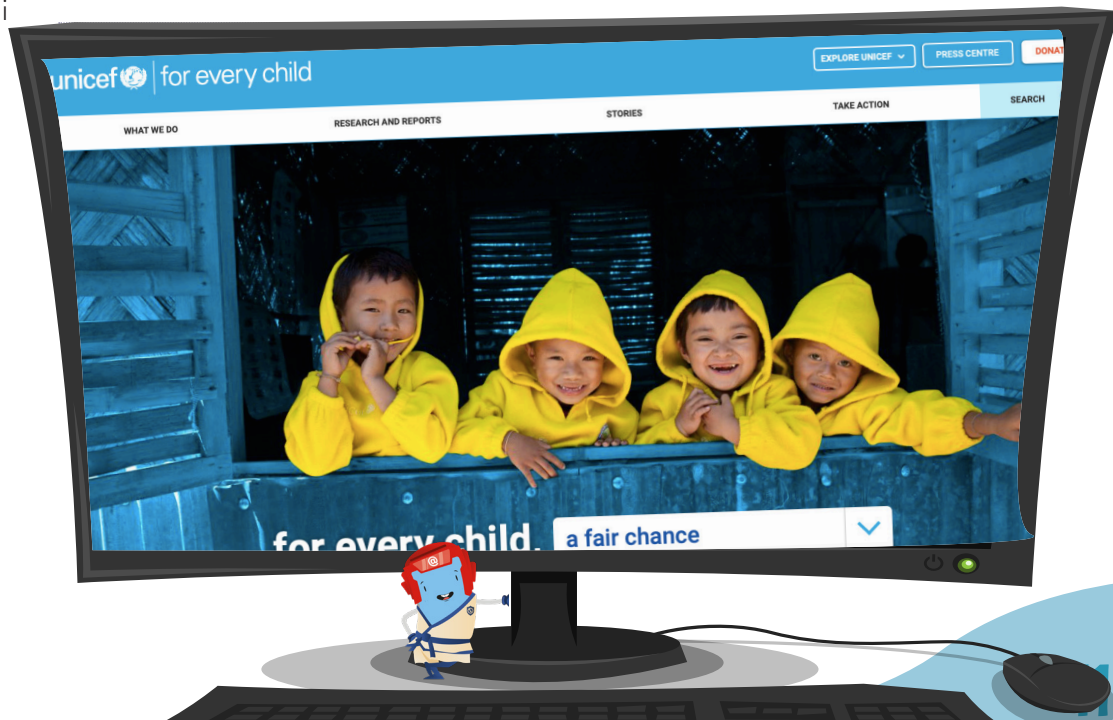 unicef for every child
EXPLORE UNICEF
PRESS CENTRE
DONAT
WHAT WE DO
RESEARCH AND REPORTS
STORIES
TAKE ACTION
SEARCH
for every child,
a fair chance
@